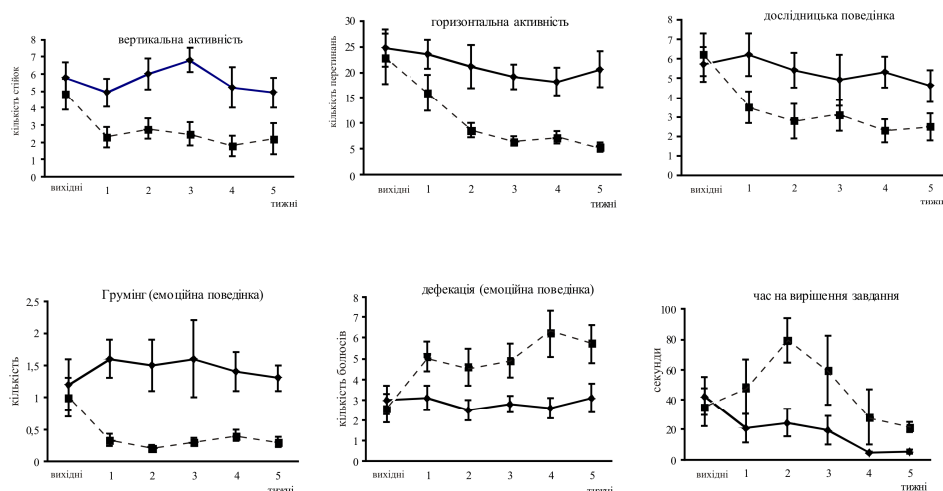 вертикальна активність
кількість стійок
8
7
6
5
4
3
2
1
0
вихідні 1 2 3 4 5
тижні
горизонтальна активність
кількість перетинань
30
25
20
15
10
5
0
вихідні 1 2 3 4 5
тижні
дослідницька поведінка
8
7
6
5
4
3
2
1
0
вихідні 1 2 3 4 5
тижні
Грумінг (емоційна поведінка)
кількість
2,5
2
1,5
1
0,5
0
вихідні 1 2 3 4 5
тижні
дефекація (емоційна поведінка)
кількість болюсів
8
7
6
5
4
3
2
1
0
вихідні 1 2 3 4 5
тижні
час на вирішення завдання
секунди
100
80
60
40
20
0
вихідні 1 2 3 4 5
тижні